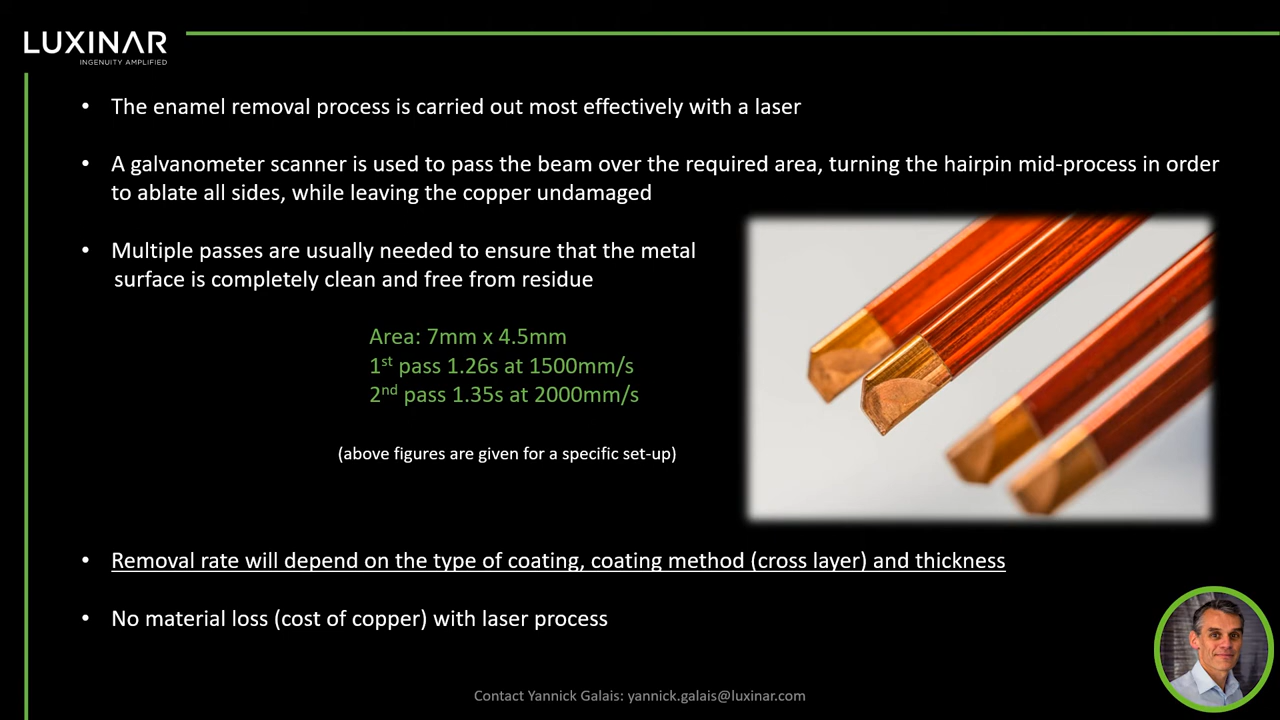 LUXINAR
INGENUITY AMPLIFIED
• The enamel removal process is carried out most effectively with a laser
• A galvanometer scanner is used to pass the beam over the required area, turning the hairpin mid-process in order
to ablate all sides, while leaving the copper undamaged
• Multiple passes are usually needed to ensure that the metal
surface is completely clean and free from residue
Area: 7mm x 4.5mm
1st pass 1.26s at 1500mm/s
2nd pass 1.35s at 2000mm/s
(above figures are given for a specific set-up)
• Removal rate will depend on the type of coating, coating method (cross layer) and thickness
• No material loss (cost of copper) with laser process
Contact Yannick Galais: yannick.galais@luxinar.com